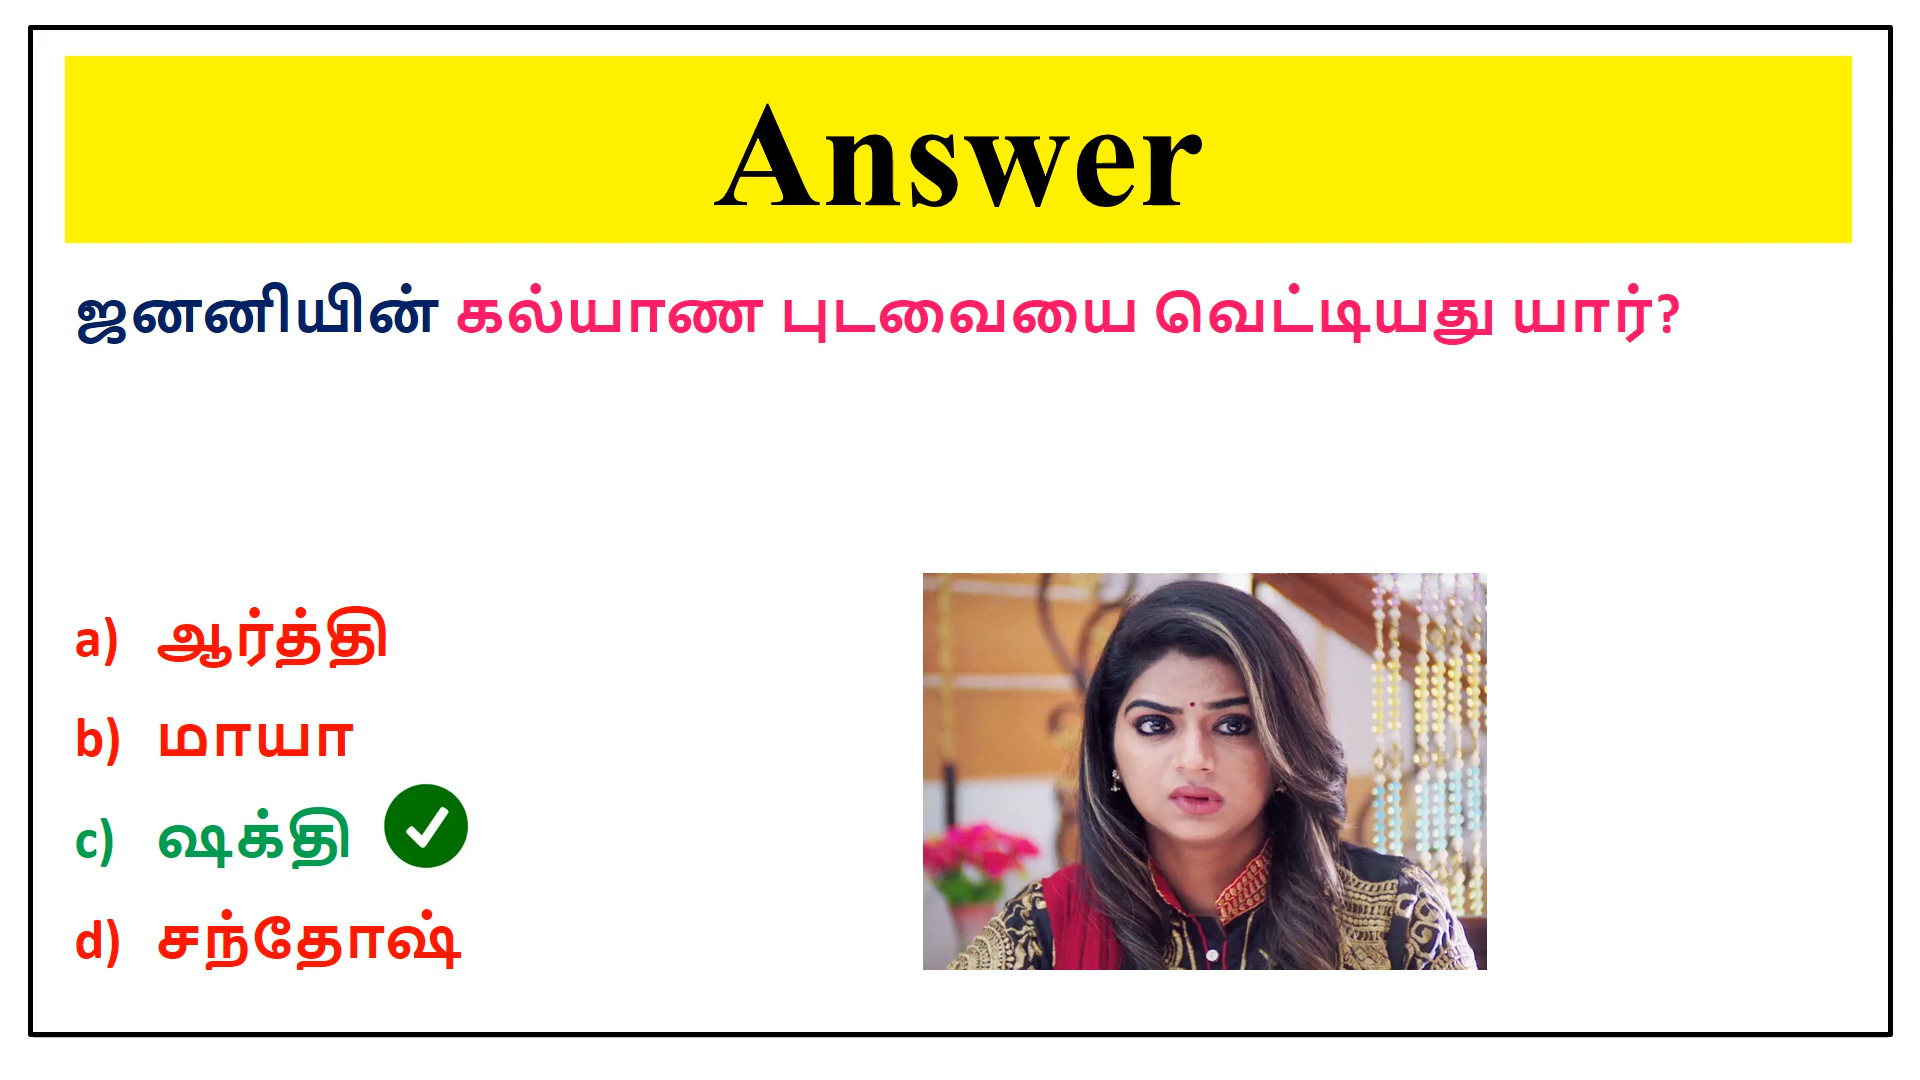 Answer
ஜனனியின் கல்யாண புடவையை வெட்டியது யார்?
a) ஆர்த்தி
b) மாயா
c) ஷக்தி
d) சந்தோஷ்